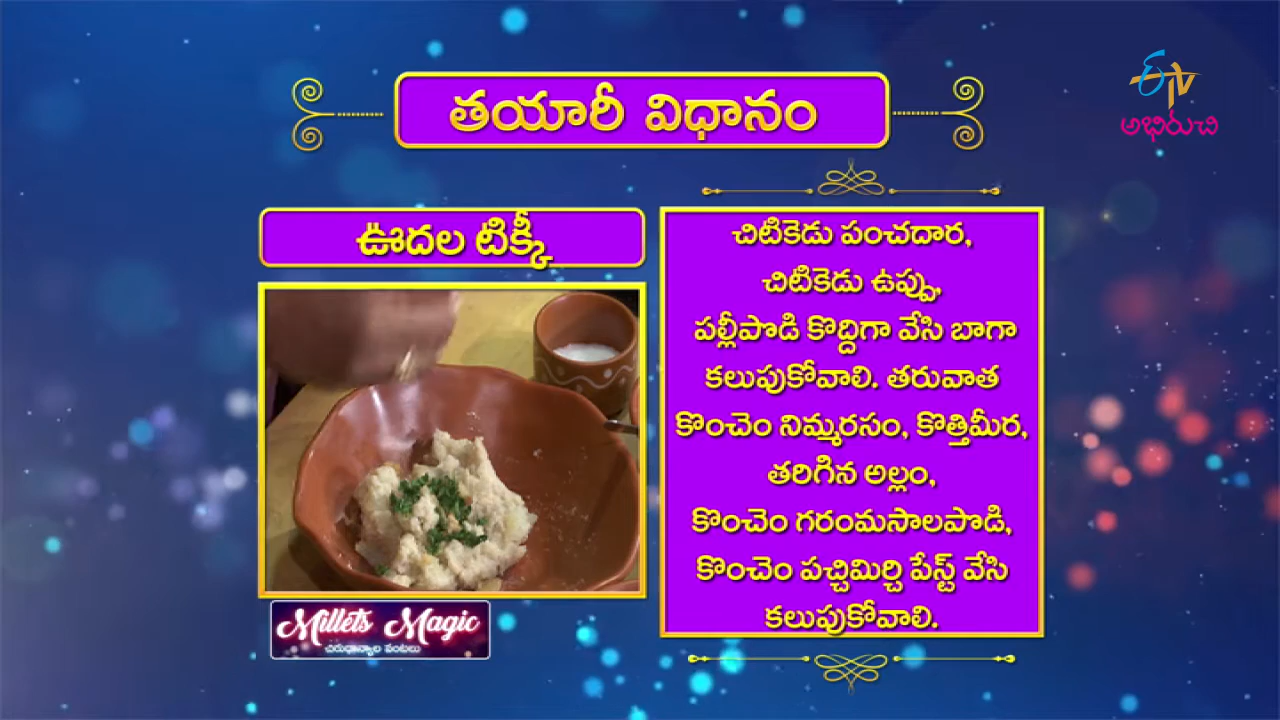 తయారీ విధానం
ETV
అభిరుచి
ఊదల టిక్కీ
చిటికెడు పంచదార,
చిటికెడు ఉప్పు,
పల్లీపొడి కొద్దిగా వేసి బాగా
కలుపుకోవాలి. తరువాత
కొంచెం నిమ్మరసం, కొత్తిమీర,
తరిగిన అల్లం,
కొంచెం గరంమసాలపొడి,
కొంచెం పచ్చిమిర్చి పేస్ట్ వేసి
కలుపుకోవాలి.
Millets Magic
చిరుధాన్యాల వంటలు